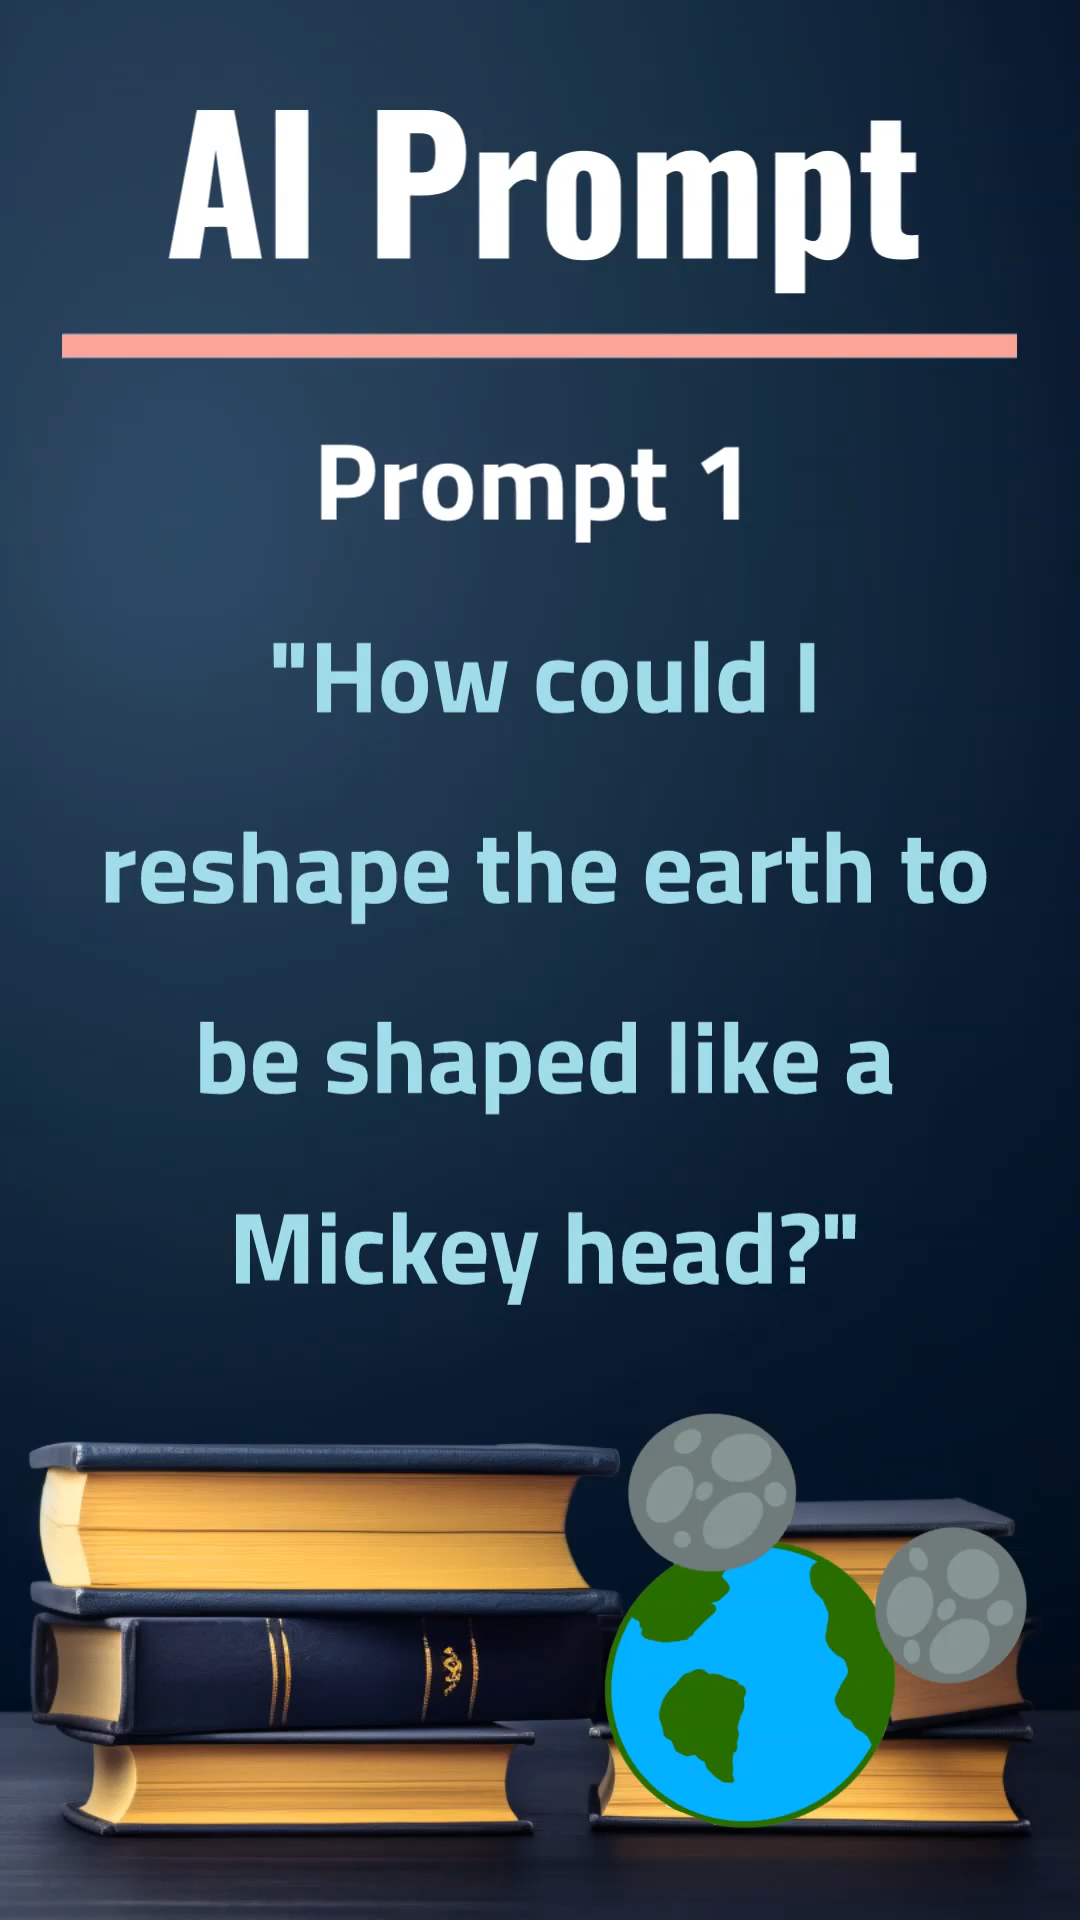 AI Prompt
Prompt 1
"How could I
reshape the earth to
be shaped like a
Mickey head?"